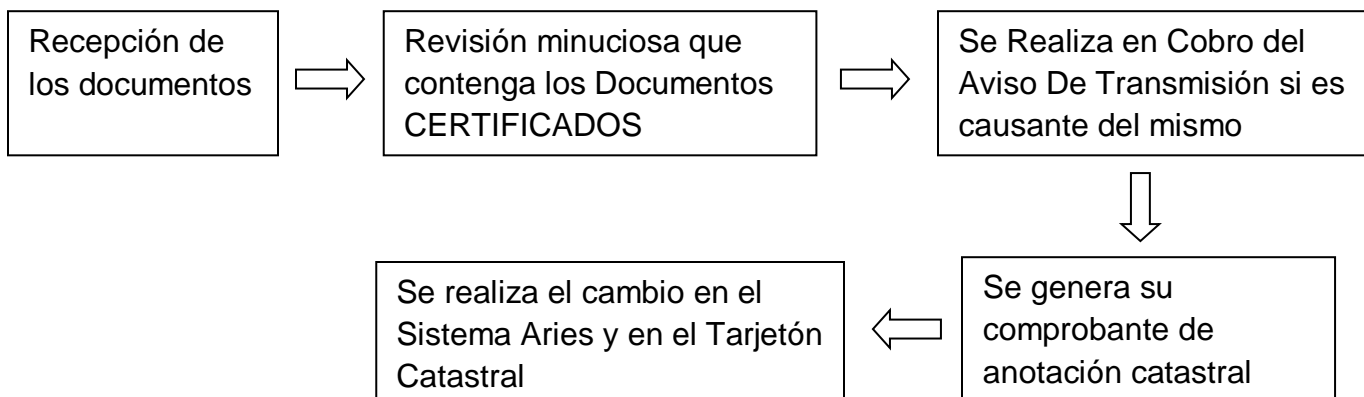 Recepción de
los documentos
Revisión minuciosa que
contenga los Documentos
CERTIFICADOS
Se Realiza en Cobro del
Aviso De Transmisión si es
causante del mismo
Se genera su
comprobante de
anotación catastral
Se realiza el cambio en el
Sistema Aries y en el Tarjetón
Catastral